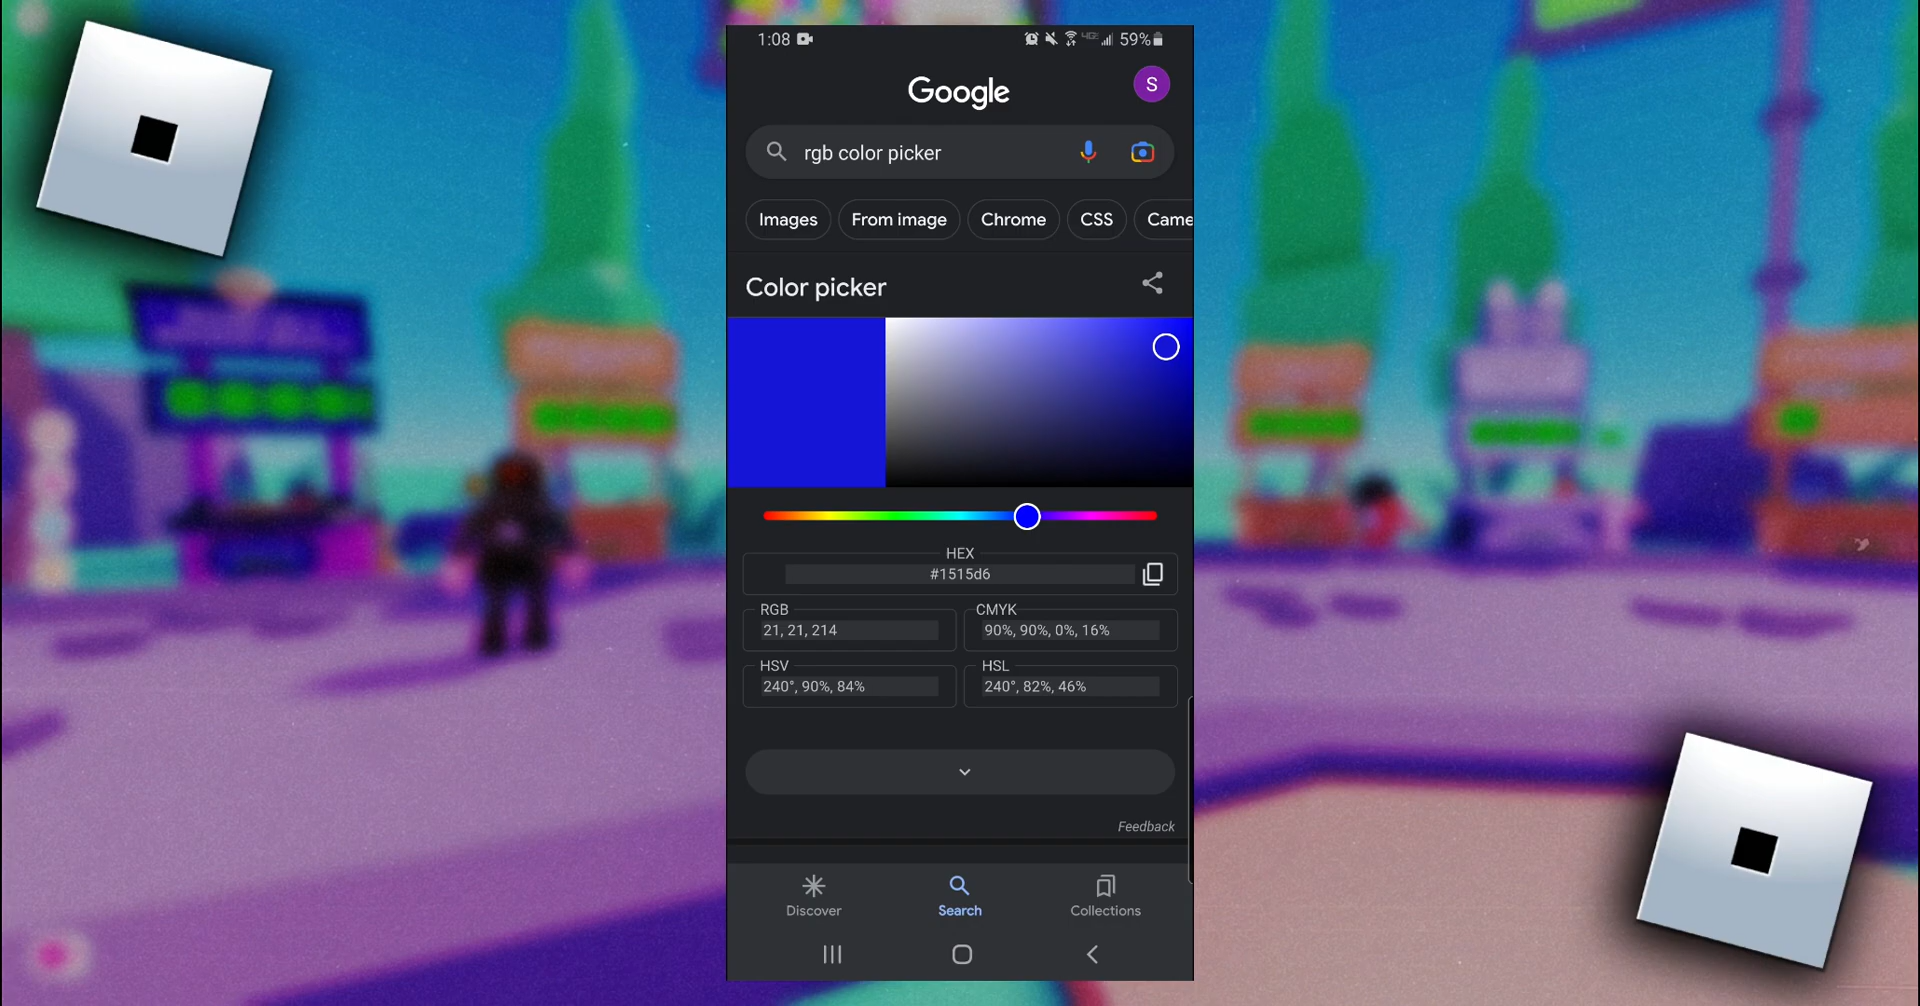 1:08
4G
59%
Google
S
rgb color picker
Images
From image
Chrome
CSS
Came
Color picker
HEX
#1515d6
RGB
CMYK
21, 21, 214
90%, 90%, 0%, 16%
HSV
HSL
240°, 90%, 84%
240°, 82%, 46%
Feedback
Discover
Search
Collections